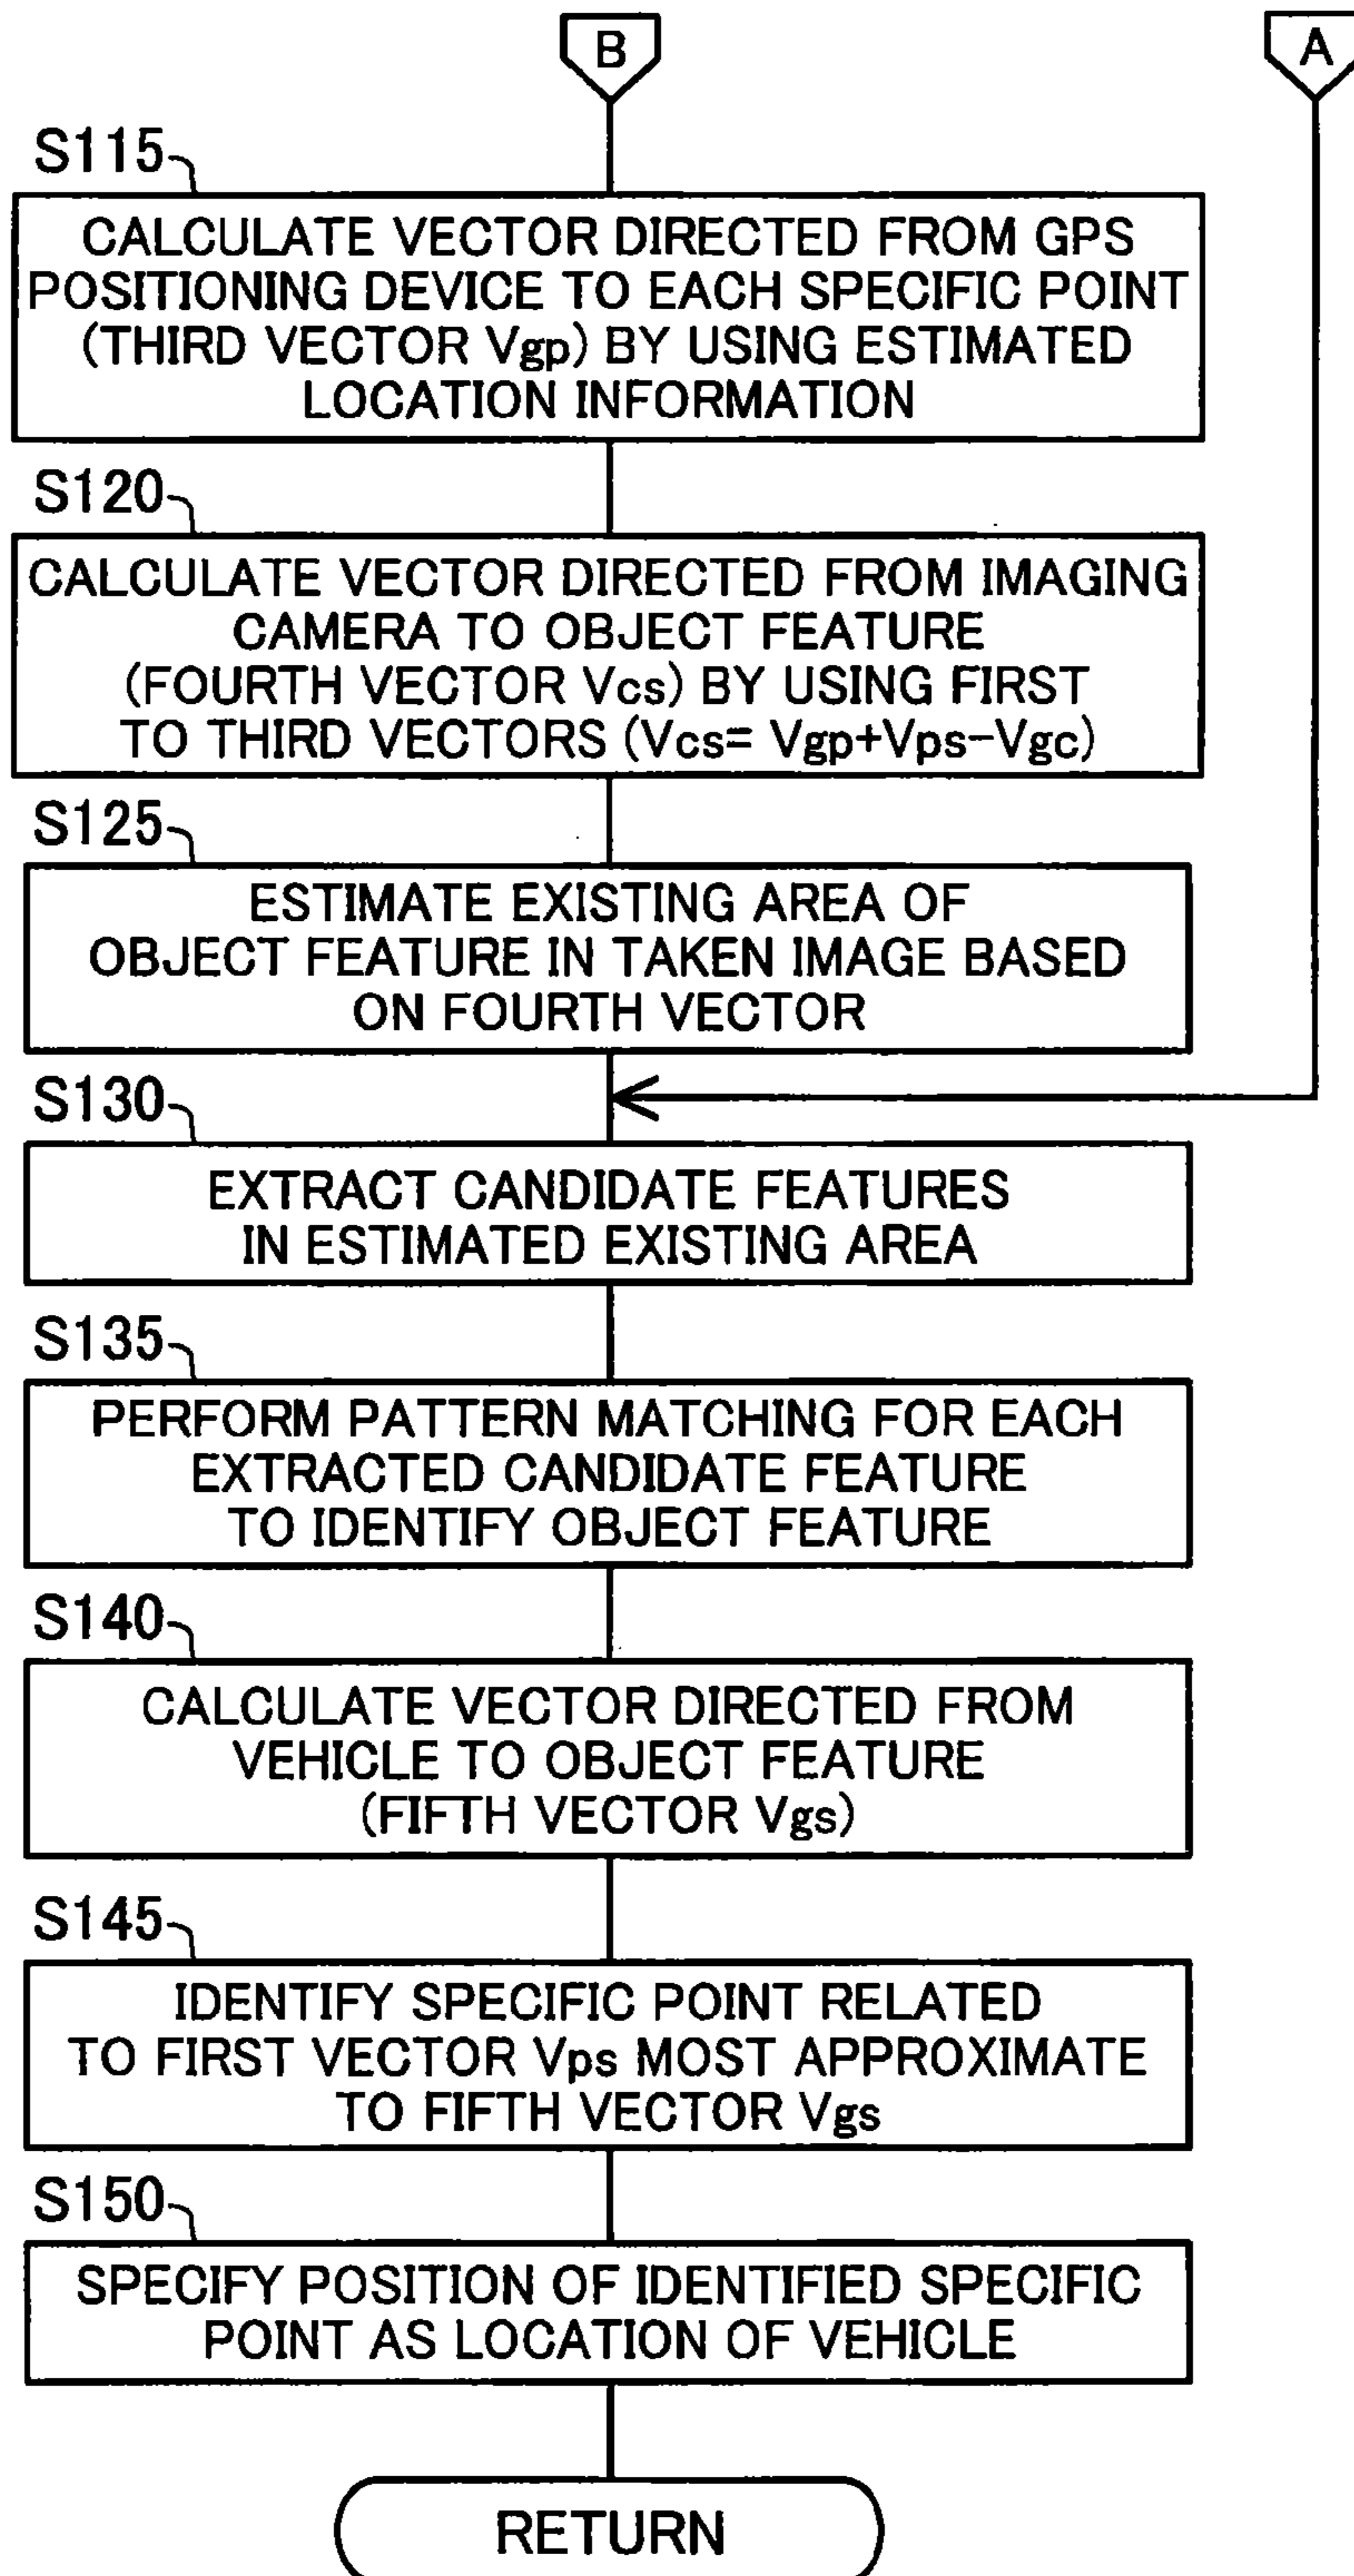 B
A
S115
CALCULATE VECTOR DIRECTED FROM GPS
POSITIONING DEVICE TO EACH SPECIFIC POINT
(THIRD VECTOR Vgp) BY USING ESTIMATED
LOCATION INFORMATION
S120
CALCULATE VECTOR DIRECTED FROM IMAGING
CAMERA TO OBJECT FEATURE
(FOURTH VECTOR Vcs) BY USING FIRST
TO THIRD VECTORS (Vcs= Vgp+Vps-Vgc)
S125
ESTIMATE EXISTING AREA OF
OBJECT FEATURE IN TAKEN IMAGE BASED
ON FOURTH VECTOR
S130
EXTRACT CANDIDATE FEATURES
IN ESTIMATED EXISTING AREA
S135
PERFORM PATTERN MATCHING FOR EACH
EXTRACTED CANDIDATE FEATURE
TO IDENTIFY OBJECT FEATURE
S140
CALCULATE VECTOR DIRECTED FROM
VEHICLE TO OBJECT FEATURE
(FIFTH VECTOR Vgs)
S145
IDENTIFY SPECIFIC POINT RELATED
TO FIRST VECTOR Vps MOST APPROXIMATE
TO FIFTH VECTOR Vgs
S150
SPECIFY POSITION OF IDENTIFIED SPECIFIC
POINT AS LOCATION OF VEHICLE
RETURN